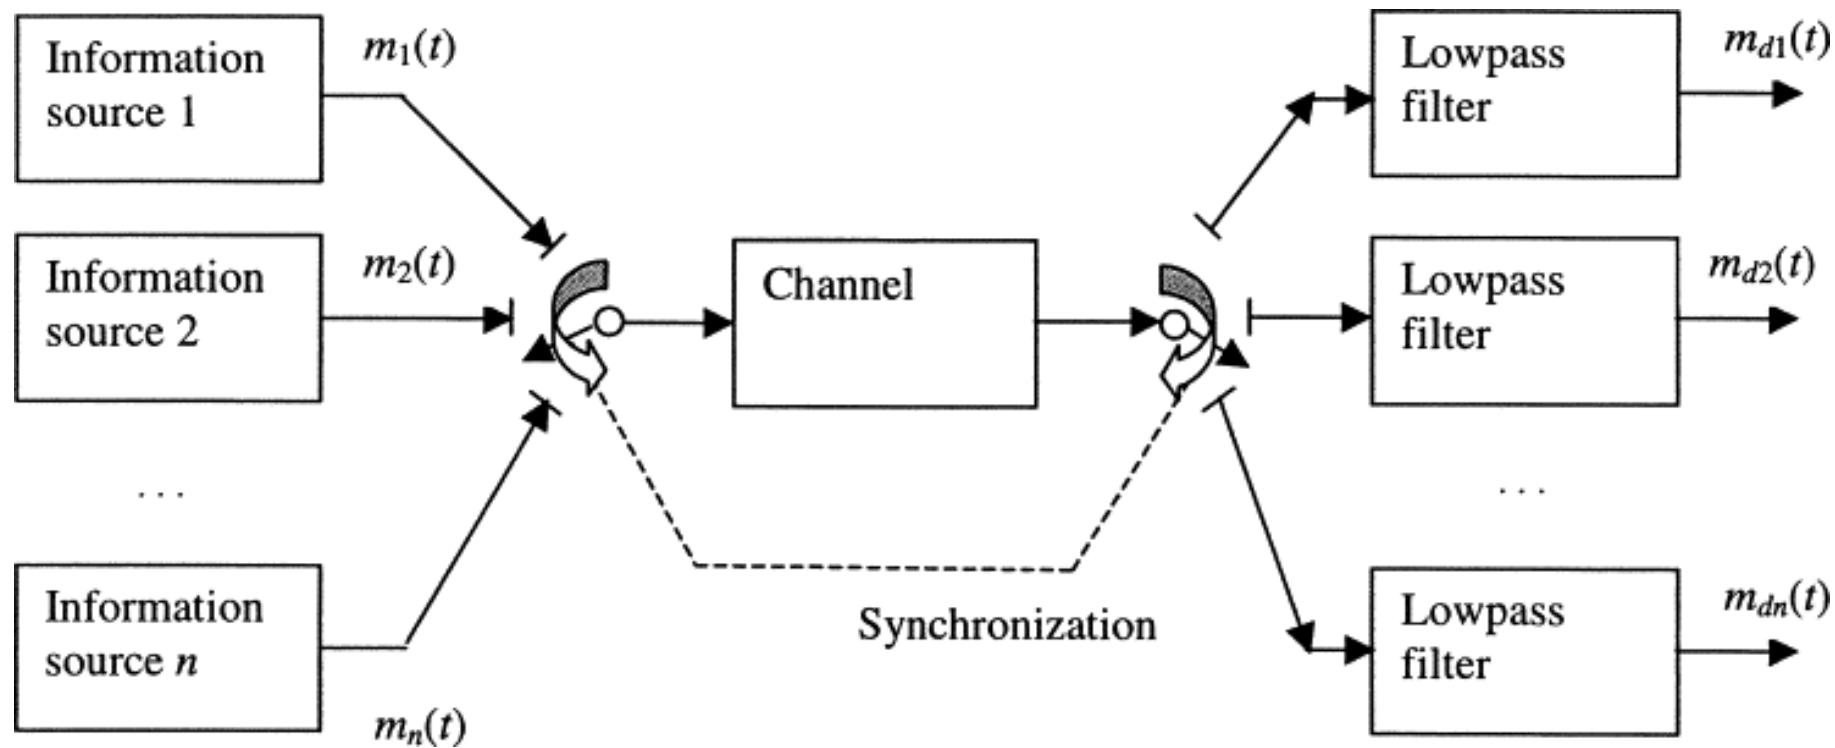 Information
source 1
m1(t)
Lowpass
filter
md1(t)
Information
source 2
m2(t)
Channel
Lowpass
filter
md2(t)
. . .
. . .
Information
source n
mn(t)
Synchronization
Lowpass
filter
mdn(t)